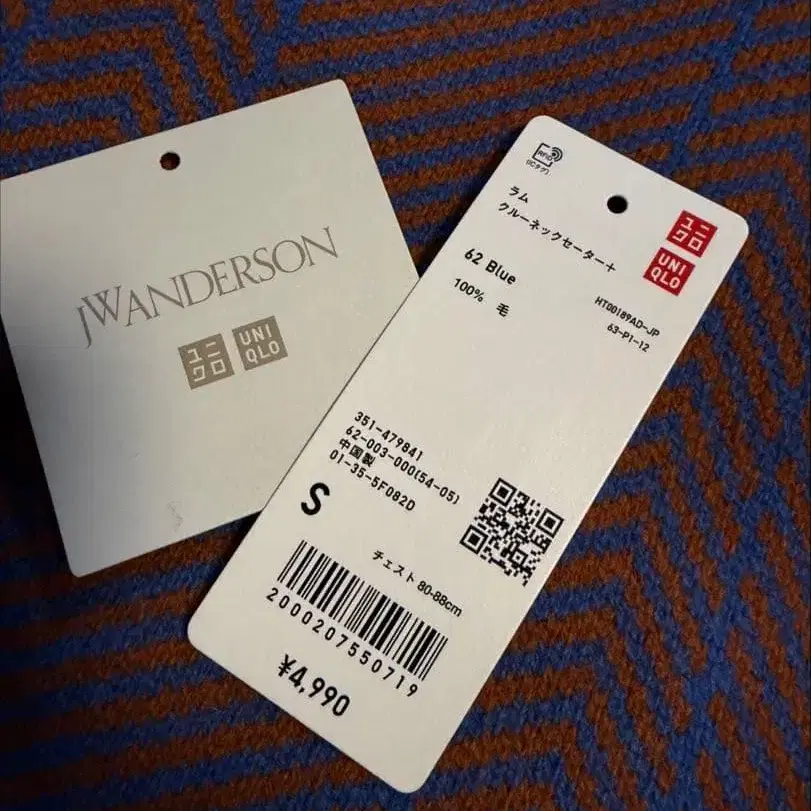 JWANDERSON
ユニ
クロ
UNI
QLO
RFID
(ICタグ)
ラム
クルーネックセーター+
ユニ
クロ
UNI
QLO
62 Blue
100% 毛
HT00189AD-JP
63-P1-12
351-479841
62-003-000(54-05)
中国製
01-35-5F082D
S
チェスト 80-88cm
2000207550719
¥4,990